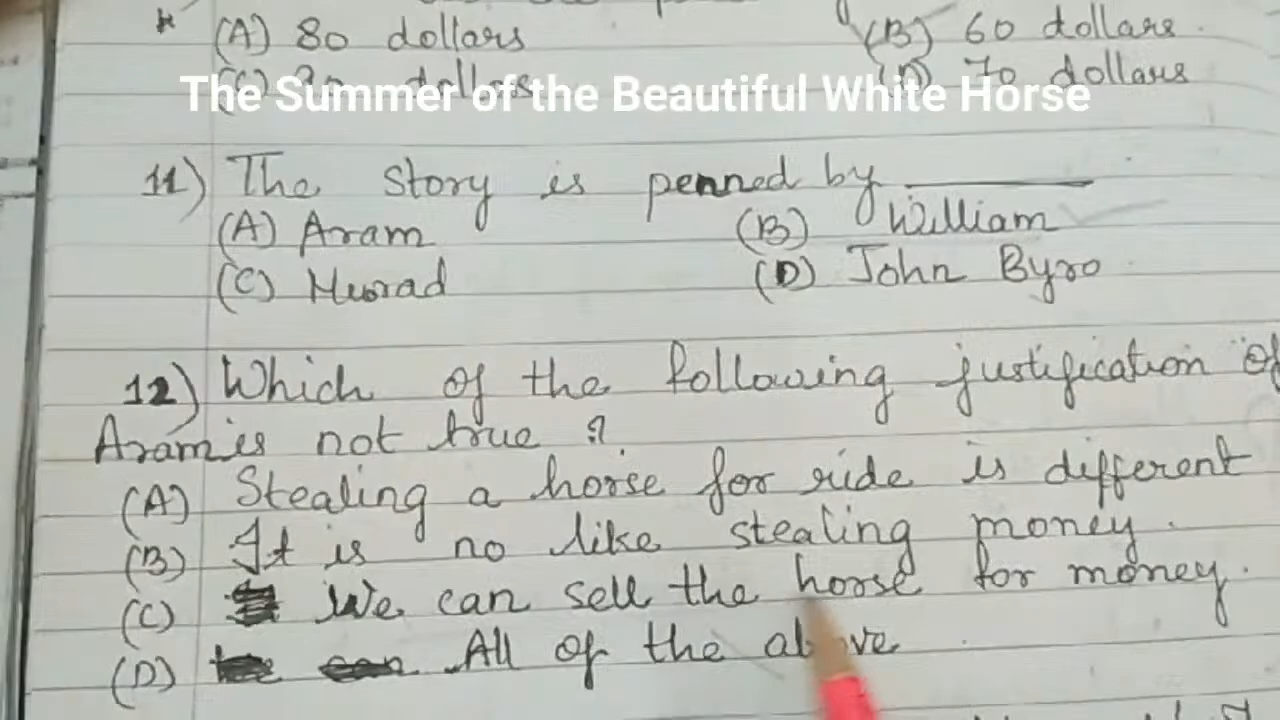 (A) 80 dollars (B) 60 dollars.
dollars (D) 70 dollars
The Summer of the Beautiful White Horse
11) The story is penned by ______
(A) Aram (B) William
(C) Murad (D) John Byro
12) Which of the following justification of
Aram is not true ?
(A) Stealing a horse for ride is different
(B) It is no like stealing money.
(C) We can sell the horse for money.
(D) All of the above